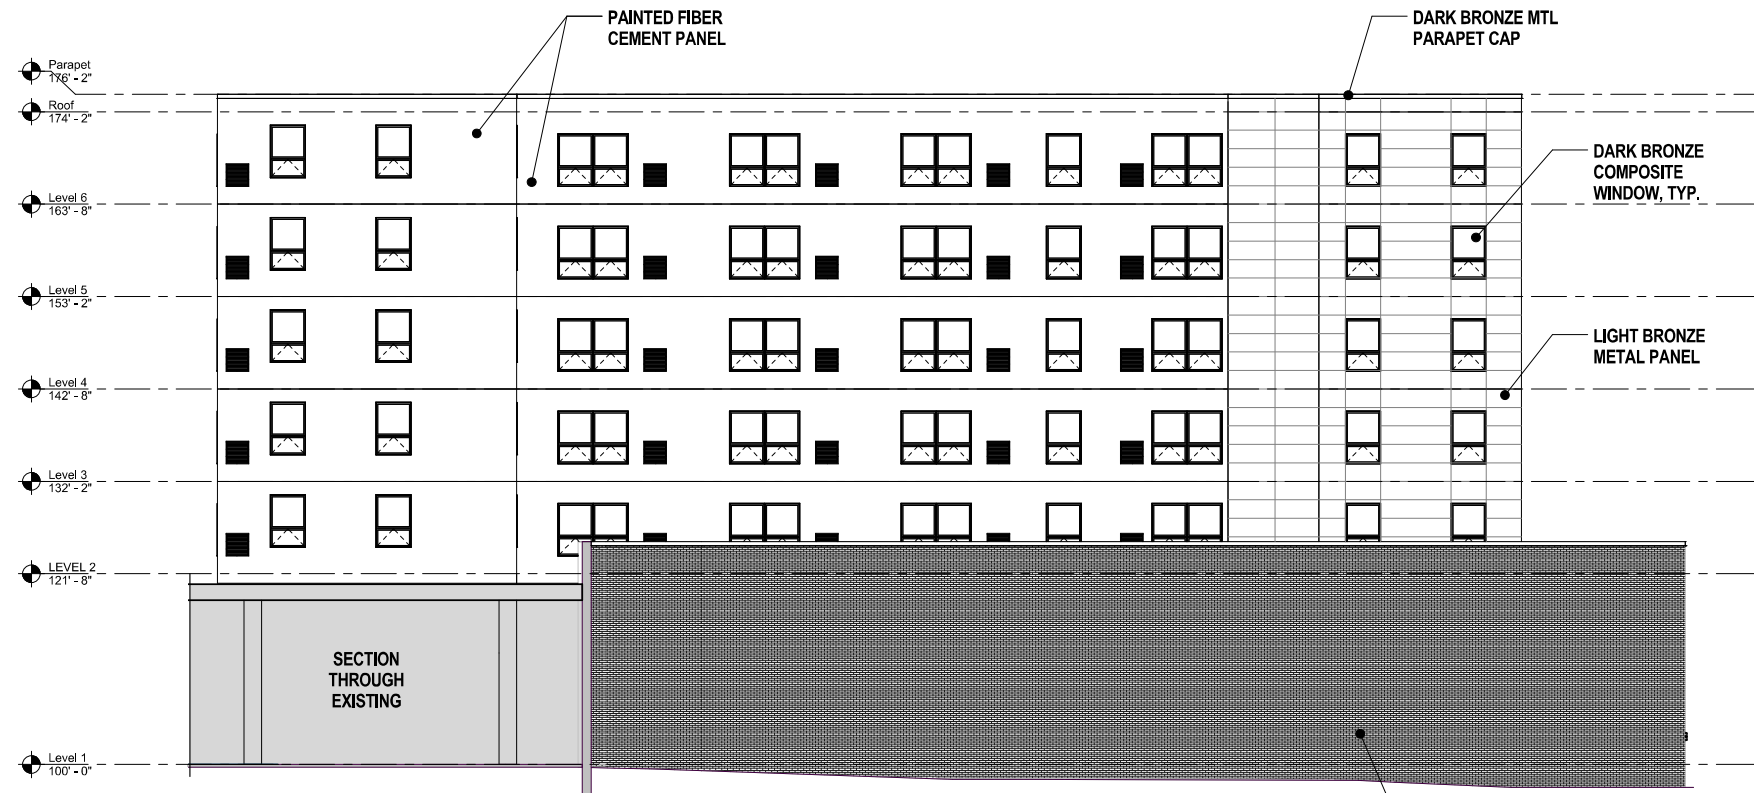 PAINTED FIBER
CEMENT PANEL
DARK BRONZE MTL
PARAPET CAP
Parapet
176' - 2"
Roof
174' - 2"
DARK BRONZE
COMPOSITE
WINDOW, TYP.
Level 6
163' - 8"
Level 5
153' - 2"
LIGHT BRONZE
METAL PANEL
Level 4
142' - 8"
Level 3
132' - 2"
LEVEL 2
121' - 8"
SECTION
THROUGH
EXISTING
Level 1
100' - 0"